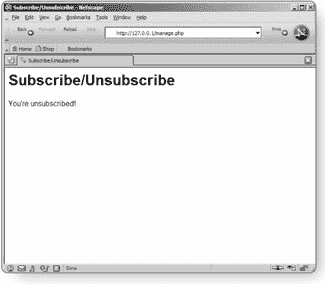 Subscribe/Unsubscribe - Netscape
File Edit View Go Bookmarks Tools Window Help
Back Forward Reload Stop http://127.0.0.1/manage.php Print
Home Shop Bookmarks
Subscribe/Unsubscribe
Subscribe/Unsubscribe
You're unsubscribed!
Done